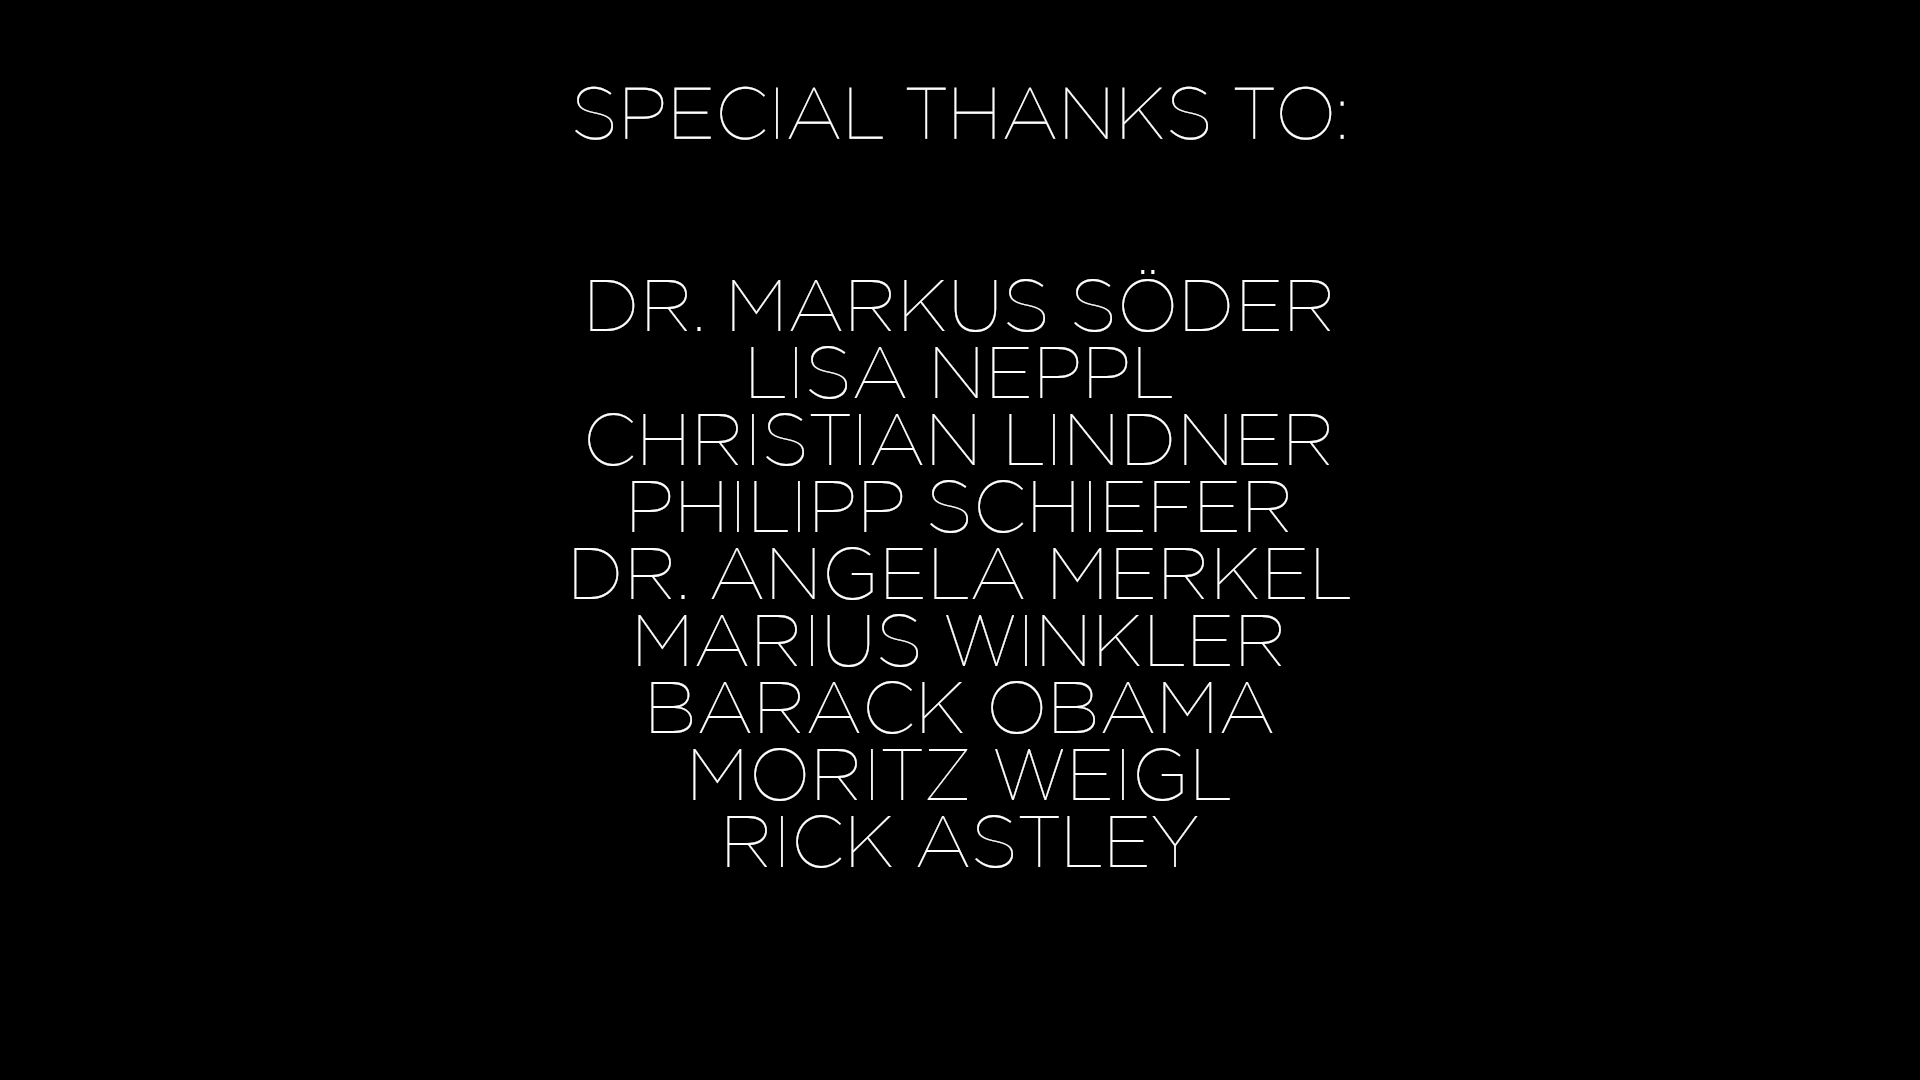 SPECIAL THANKS TO:
DR. MARKUS SÖDER
LISA NEPPL
CHRISTIAN LINDNER
PHILIPP SCHIEFER
DR. ANGELA MERKEL
MARIUS WINKLER
BARACK OBAMA
MORITZ WEIGL
RICK ASTLEY